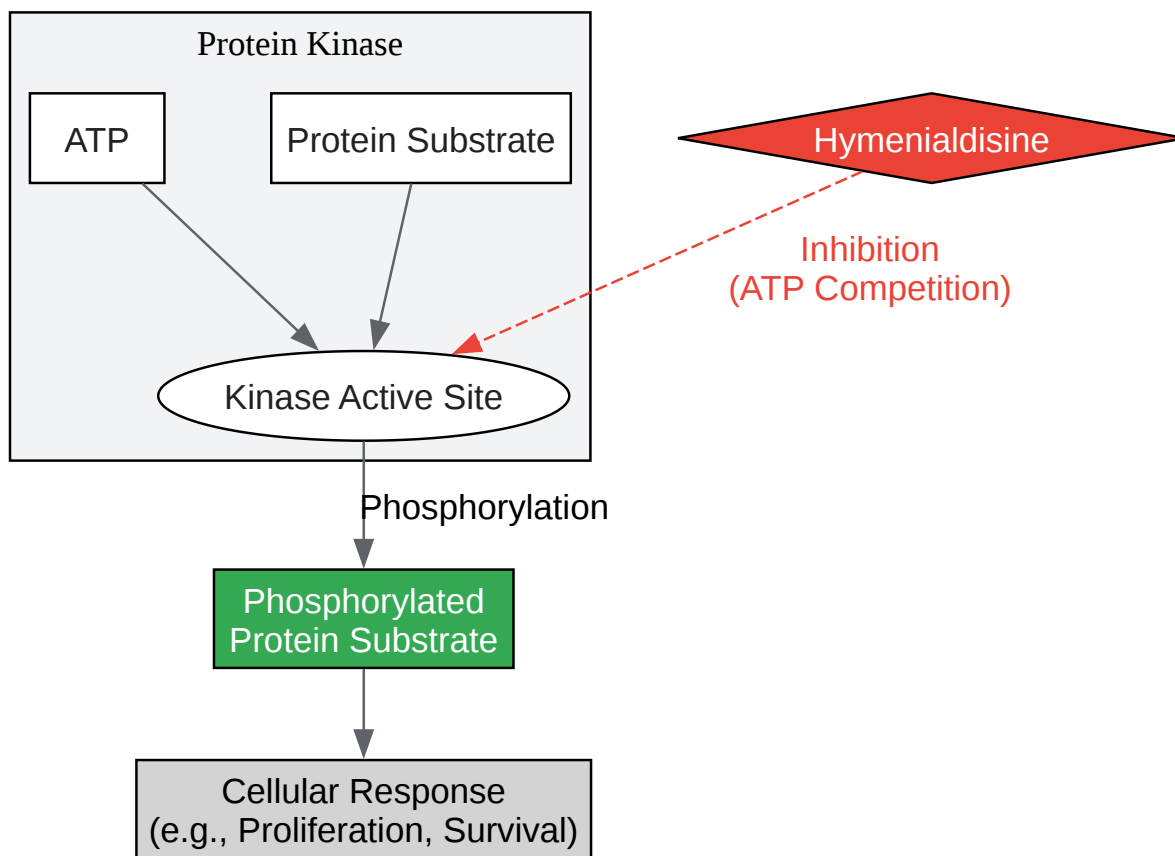 Protein Kinase
ATP
Protein Substrate
Hymenialdisine
Inhibition
(ATP Competition)
Kinase Active Site
Phosphorylation
Phosphorylated
Protein Substrate
Cellular Response
(e.g., Proliferation, Survival)